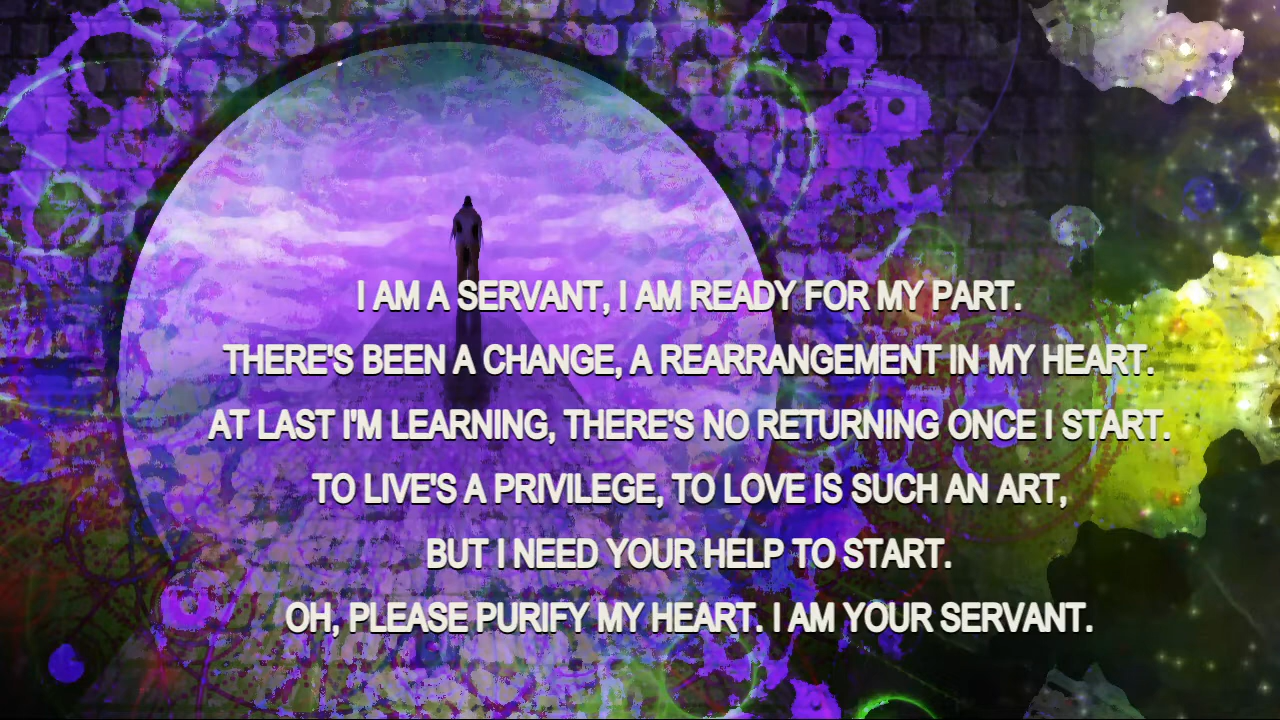 I AM A SERVANT, I AM READY FOR MY PART.
THERE'S BEEN A CHANGE, A REARRANGEMENT IN MY HEART.
AT LAST I'M LEARNING, THERE'S NO RETURNING ONCE I START.
TO LIVE'S A PRIVILEGE, TO LOVE IS SUCH AN ART,
BUT I NEED YOUR HELP TO START.
OH, PLEASE PURIFY MY HEART. I AM YOUR SERVANT.